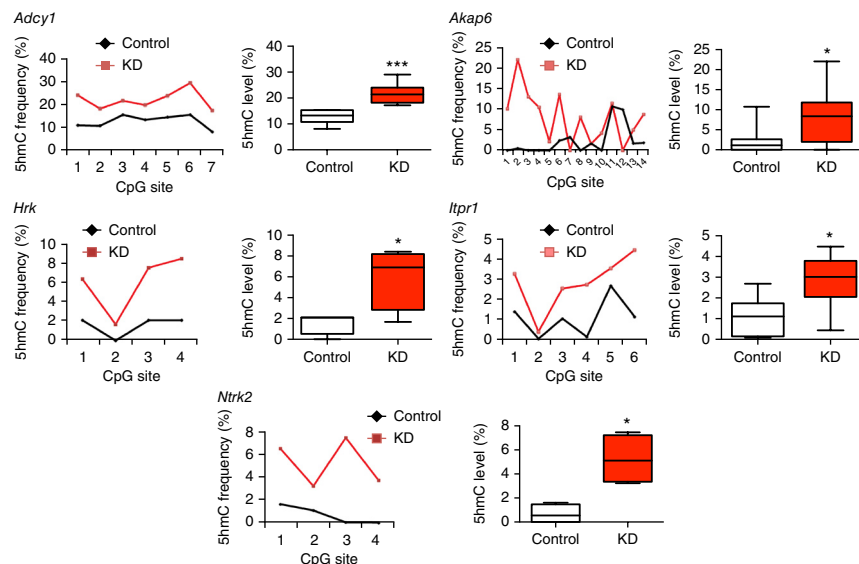 Adcy1
Control
KD
5hmC frequency (%)
40
30
20
10
0
1 2 3 4 5 6 7
CpG site
5hmC level (%)
40
30
20
10
0
***
Control KD
Akap6
Control
KD
5hmC frequency (%)
25
20
15
10
5
0
1 2 3 4 5 6 7 8 9 10 11 12 13 14
CpG site
5hmC level (%)
25
20
15
10
5
0
*
Control KD
Hrk
Control
KD
5hmC frequency (%)
10
8
6
4
2
0
1 2 3 4
CpG site
5hmC level (%)
10
8
6
4
2
0
*
Control KD
Itpr1
Control
KD
5hmC frequency (%)
5
4
3
2
1
0
1 2 3 4 5 6
CpG site
5hmC level (%)
5
4
3
2
1
0
*
Control KD
Ntrk2
Control
KD
5hmC frequency (%)
8
6
4
2
0
1 2 3 4
CpG site
5hmC level (%)
8
6
4
2
0
*
Control KD